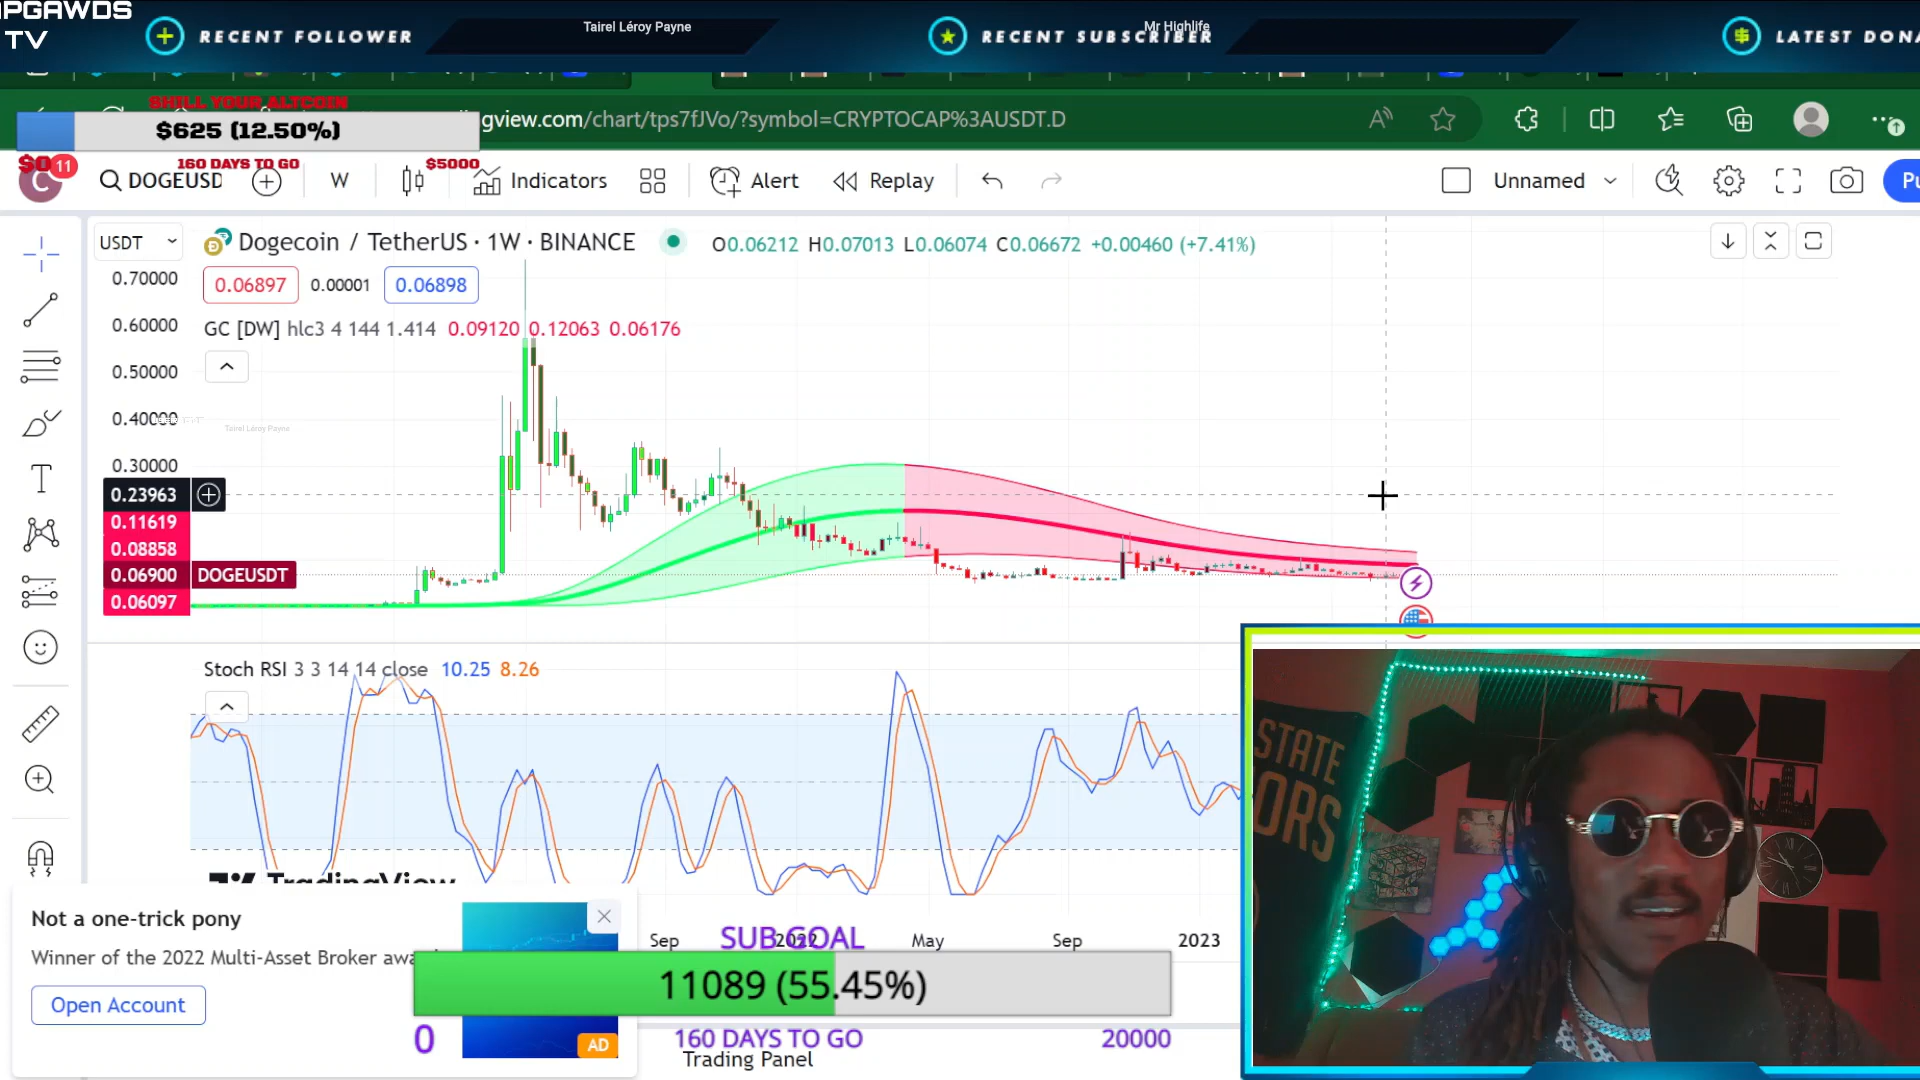 PGAWDS
TV
RECENT FOLLOWER
Tairel Léroy Payne
RECENT SUBSCRIBER
Mr Highlife
LATEST DONA
SHILL YOUR ALTCOIN
$625 (12.50%)
$0
160 DAYS TO GO
$5000
gview.com/chart/tps7fJVo/?symbol=CRYPTOCAP%3AUSDT.D
C
11
DOGEUSD
W
Indicators
Alert
Replay
Unnamed
Pu
USDT
Dogecoin / TetherUS · 1W · BINANCE
O0.06212 H0.07013 L0.06074 C0.06672 +0.00460 (+7.41%)
0.06897
0.00001
0.06898
GC [DW] hlc3 4 144 1.414 0.09120 0.12063 0.06176
0.70000
0.60000
0.50000
0.40000
0.30000
Tairel Léroy Payne
0.23963
0.11619
0.08858
0.06900
DOGEUSDT
0.06097
Stoch RSI 3 3 14 14 close 10.25 8.26
TradingView
Not a one-trick pony
Winner of the 2022 Multi-Asset Broker awa
Open Account
AD
Sep
2022
May
Sep
2023
SUB GOAL
11089 (55.45%)
0
160 DAYS TO GO
20000
Trading Panel
STATE